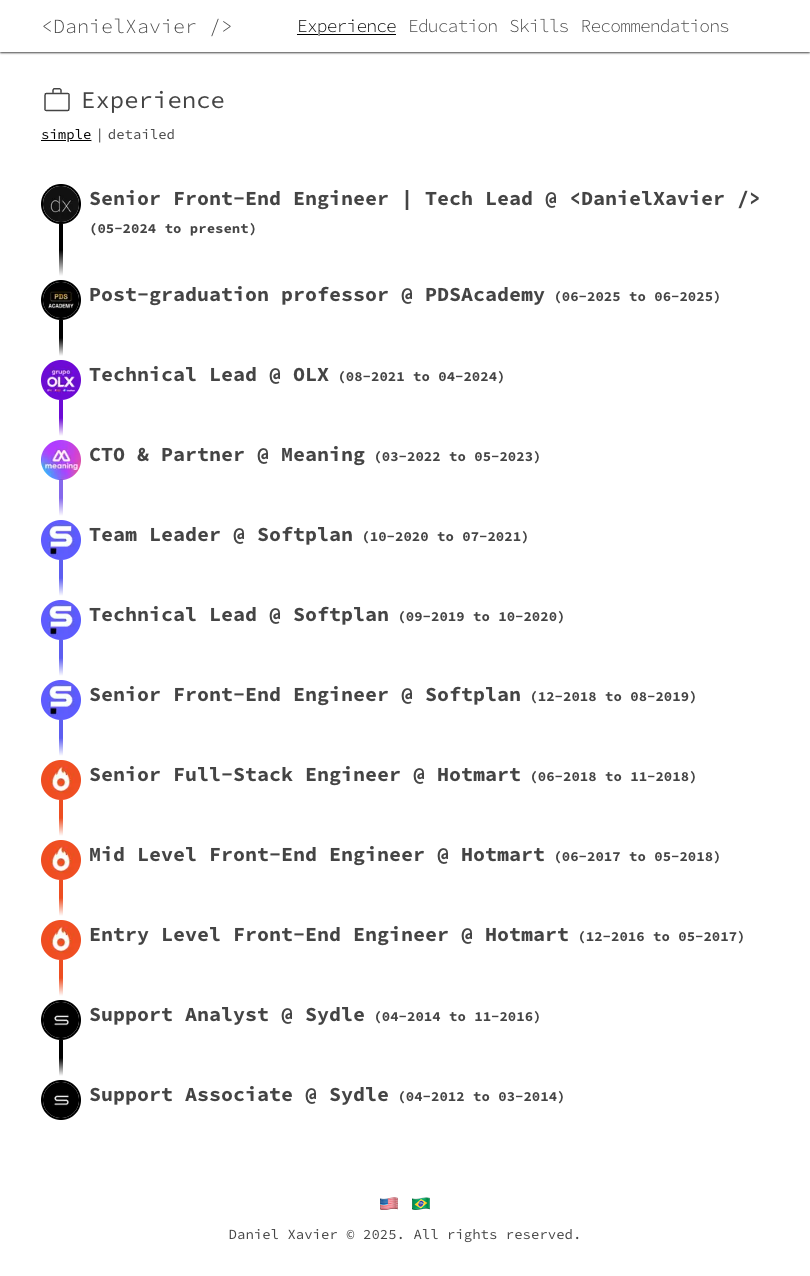 <DanielXavier />
Experience Education Skills Recommendations
Experience
simple | detailed
dx
Senior Front-End Engineer | Tech Lead @ <DanielXavier />
(05-2024 to present)
PDS
ACADEMY
Post-graduation professor @ PDSAcademy (06-2025 to 06-2025)
grupo
OLX
Technical Lead @ OLX (08-2021 to 04-2024)
meaning
CTO & Partner @ Meaning (03-2022 to 05-2023)
Team Leader @ Softplan (10-2020 to 07-2021)
Technical Lead @ Softplan (09-2019 to 10-2020)
Senior Front-End Engineer @ Softplan (12-2018 to 08-2019)
Senior Full-Stack Engineer @ Hotmart (06-2018 to 11-2018)
Mid Level Front-End Engineer @ Hotmart (06-2017 to 05-2018)
Entry Level Front-End Engineer @ Hotmart (12-2016 to 05-2017)
Support Analyst @ Sydle (04-2014 to 11-2016)
Support Associate @ Sydle (04-2012 to 03-2014)
Daniel Xavier © 2025. All rights reserved.